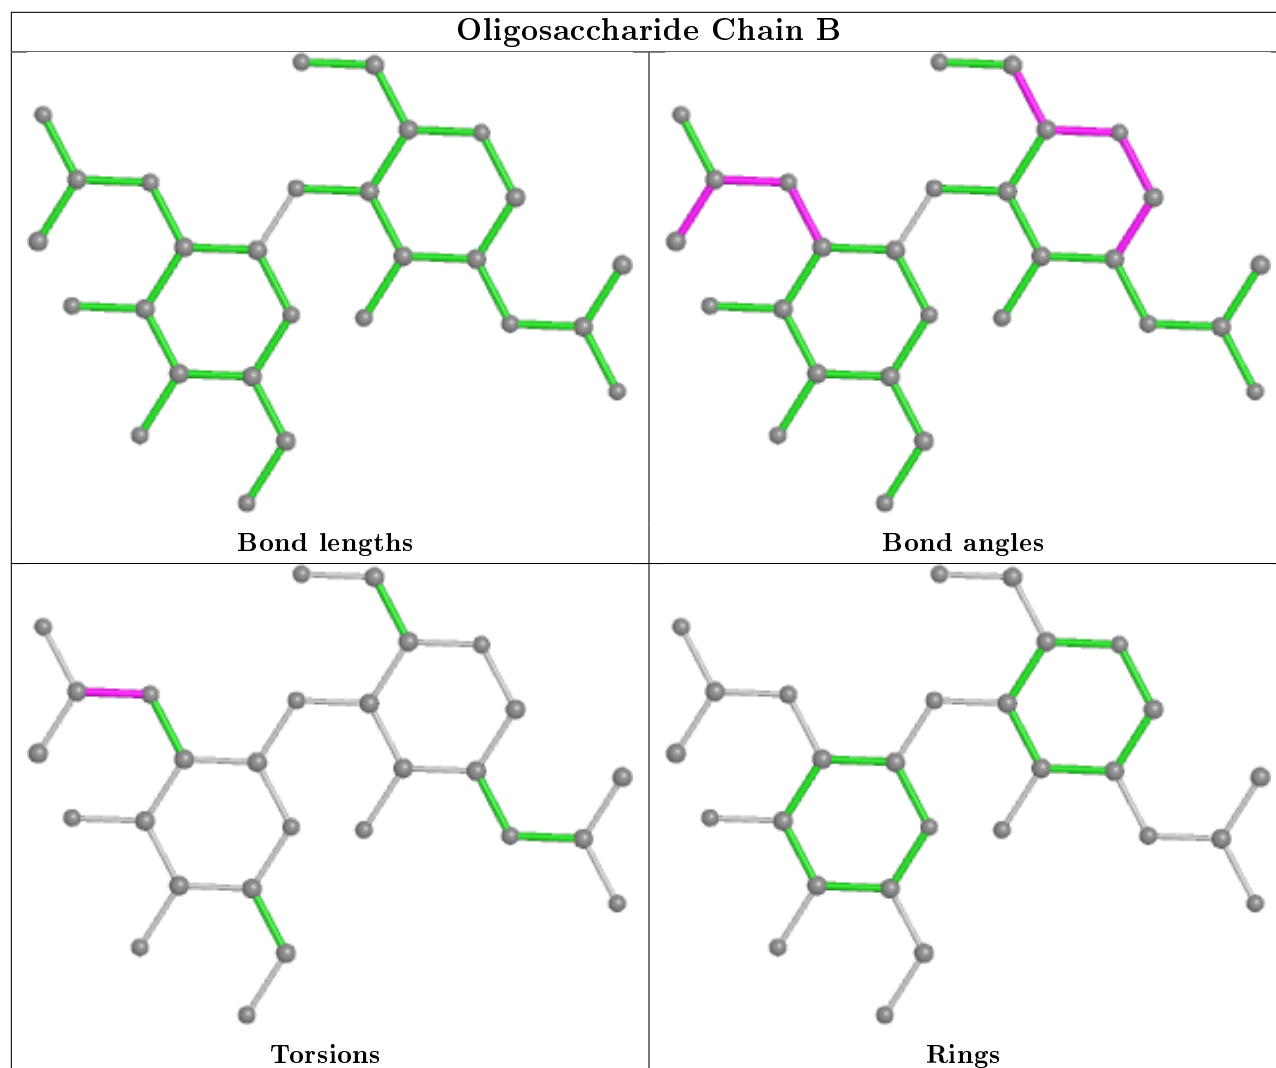 Oligosaccharide Chain B
Bond lengths
Bond angles
Torsions
Rings